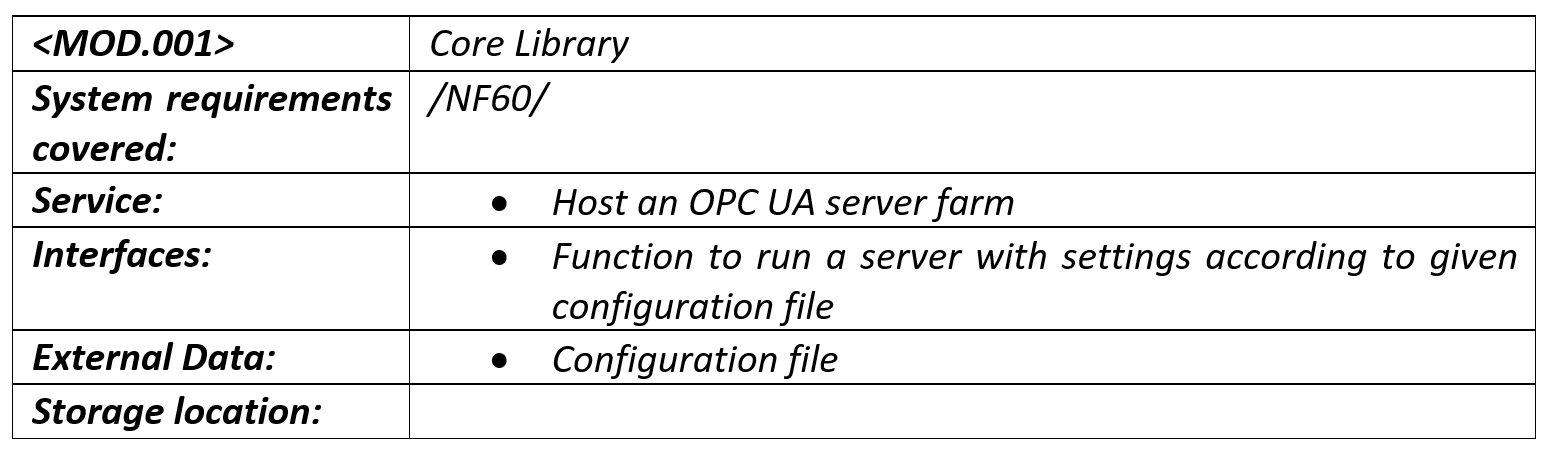 <MOD.001> Core Library
System requirements /NF60/
covered:
Service: • Host an OPC UA server farm
Interfaces: • Function to run a server with settings according to given
configuration file
External Data: • Configuration file
Storage location: